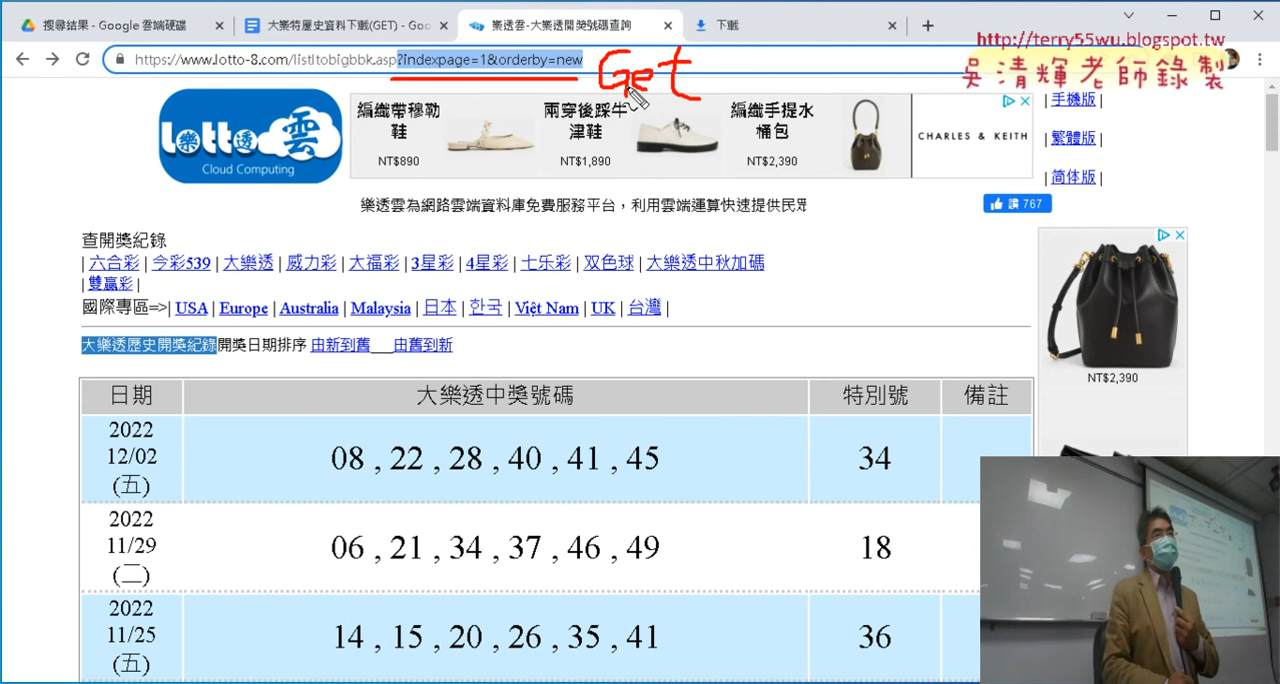 搜尋結果 - Google 雲端硬碟
大樂特歷史資料下載(GET) - Goo
樂透雲-大樂透開獎號碼查詢
下載
https://www.lotto-8.com/listltobigbbk.asp?indexpage=1&orderby=new
Get
http://terry55wu.blogspot.tw
吳清輝老師錄製
Lotto
樂透雲
Cloud Computing
編織帶穆勒鞋
NT$890
兩穿後踩牛津鞋
NT$1,890
編織手提水桶包
NT$2,390
CHARLES & KEITH
| 手機版 |
| 繁體版 |
| 简体版 |
樂透雲為網路雲端資料庫免費服務平台，利用雲端運算快速提供民眾
讚 767
查開獎紀錄
| 六合彩 | 今彩539 | 大樂透 | 威力彩 | 大福彩 | 3星彩 | 4星彩 | 七乐彩 | 双色球 | 大樂透中秋加碼
| 雙贏彩 |
國際專區=>| USA | Europe | Australia | Malaysia | 日本 | 한국 | Việt Nam | UK | 台灣 |
大樂透歷史開獎紀錄開獎日期排序 由新到舊___由舊到新
NT$2,390
日期 大樂透中獎號碼 特別號 備註
2022
12/02
(五)
08 , 22 , 28 , 40 , 41 , 45
34
2022
11/29
(二)
06 , 21 , 34 , 37 , 46 , 49
18
2022
11/25
(五)
14 , 15 , 20 , 26 , 35 , 41
36